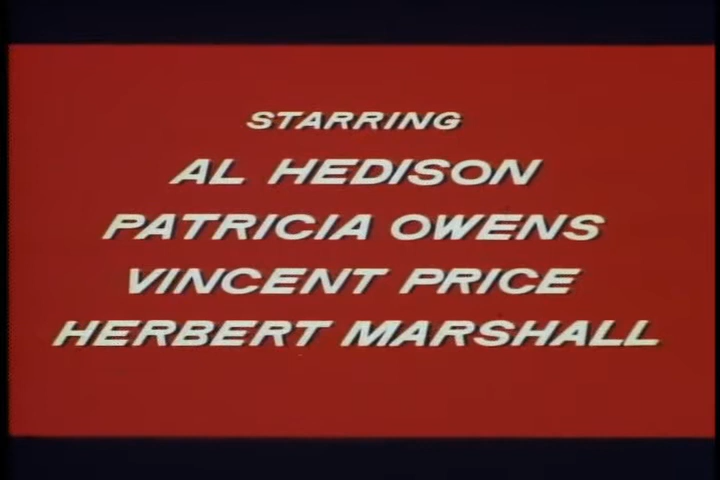 STARRING
AL HEDISON
PATRICIA OWENS
VINCENT PRICE
HERBERT MARSHALL